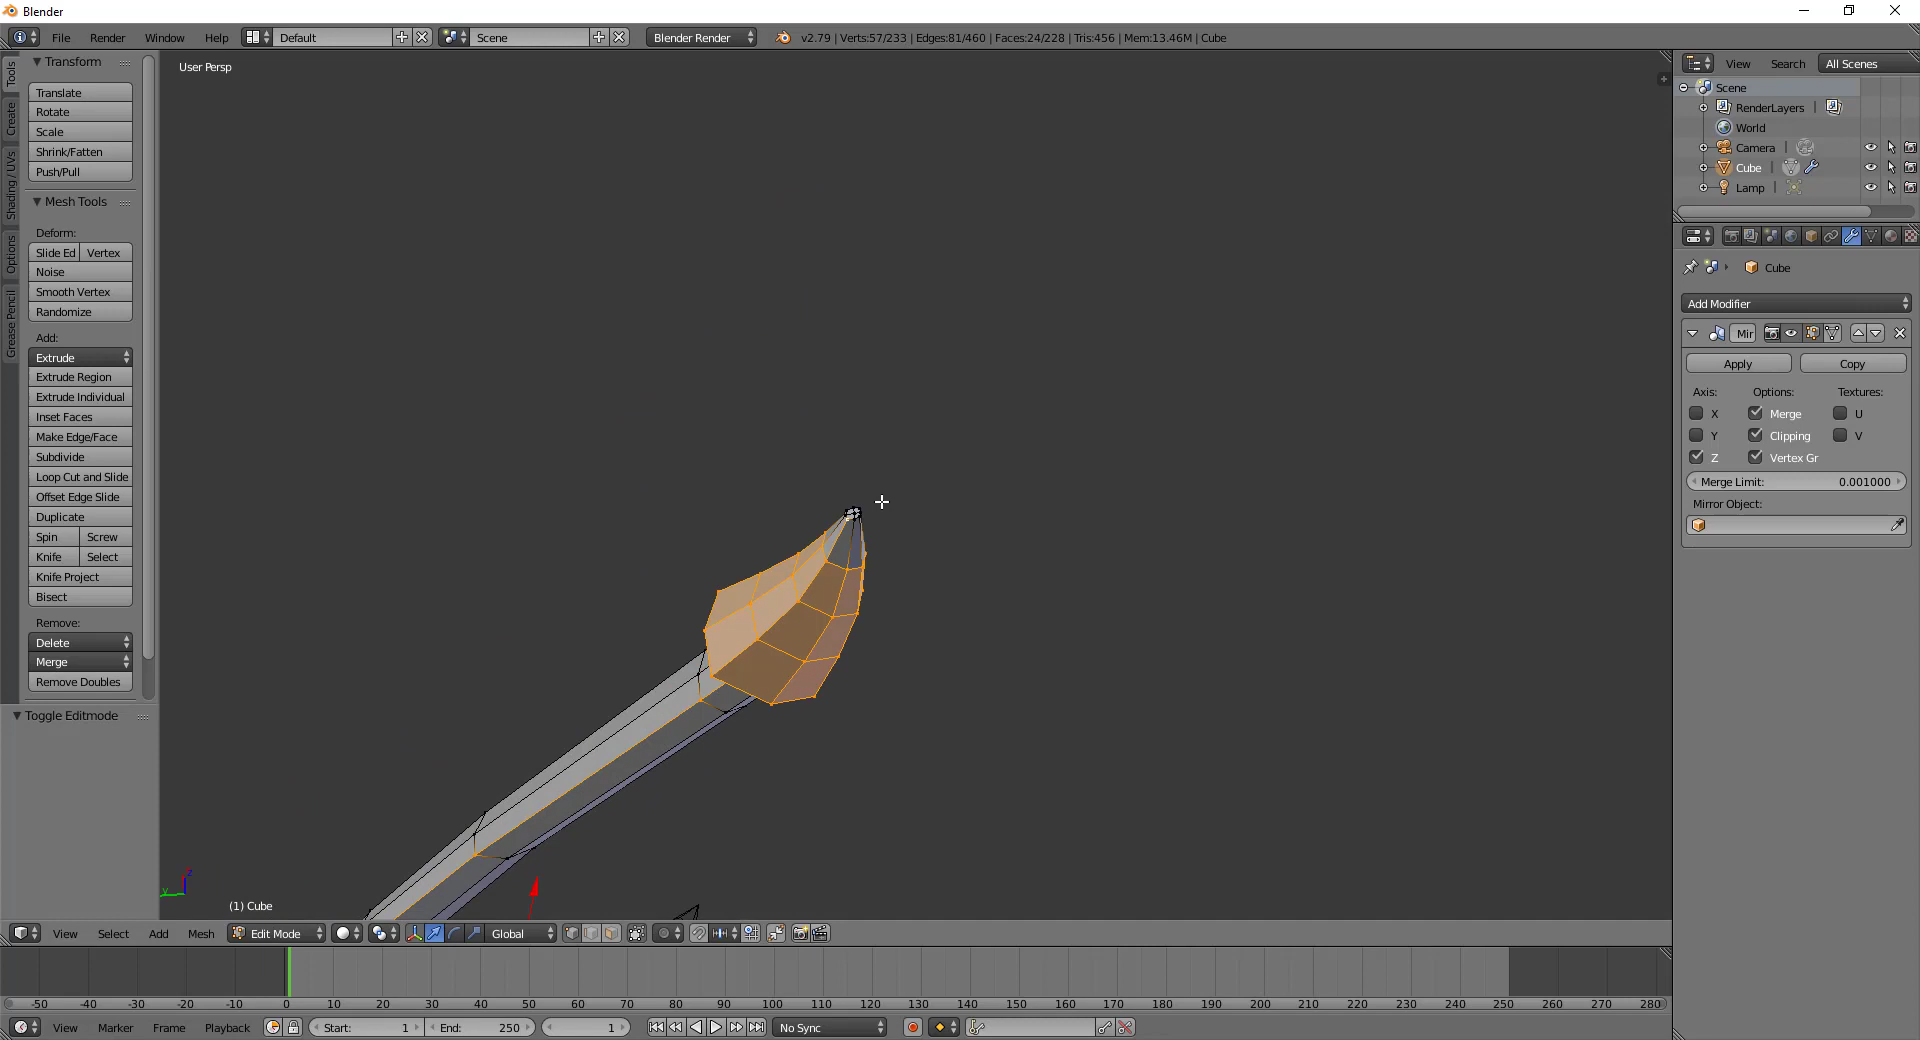 Blender
File Render Window Help Default Scene Blender Render v2.79 | Verts:57/233 | Edges:81/460 | Faces:24/228 | Tris:456 | Mem:13.46M | Cube
Tools
Create
Shading / UVs
Options
Grease Pencil
Transform
Translate
Rotate
Scale
Shrink/Fatten
Push/Pull
Mesh Tools
Deform:
Slide Ed Vertex
Noise
Smooth Vertex
Randomize
Add:
Extrude
Extrude Region
Extrude Individual
Inset Faces
Make Edge/Face
Subdivide
Loop Cut and Slide
Offset Edge Slide
Duplicate
Spin Screw
Knife Select
Knife Project
Bisect
Remove:
Delete
Merge
Remove Doubles
Toggle Editmode
User Persp
y z
(1) Cube
View Select Add Mesh Edit Mode Global
-50 -40 -30 -20 -10 0 10 20 30 40 50 60 70 80 90 100 110 120 130 140 150 160 170 180 190 200 210 220 230 240 250 260 270 280
View Marker Frame Playback Start: 1 End: 250 1 No Sync
View Search All Scenes
Scene
RenderLayers |
World
Camera |
Cube |
Lamp |
Cube
Add Modifier
Mir
Apply Copy
Axis: Options: Textures:
X Merge U
Y Clipping V
Z Vertex Gr
Merge Limit: 0.001000
Mirror Object: